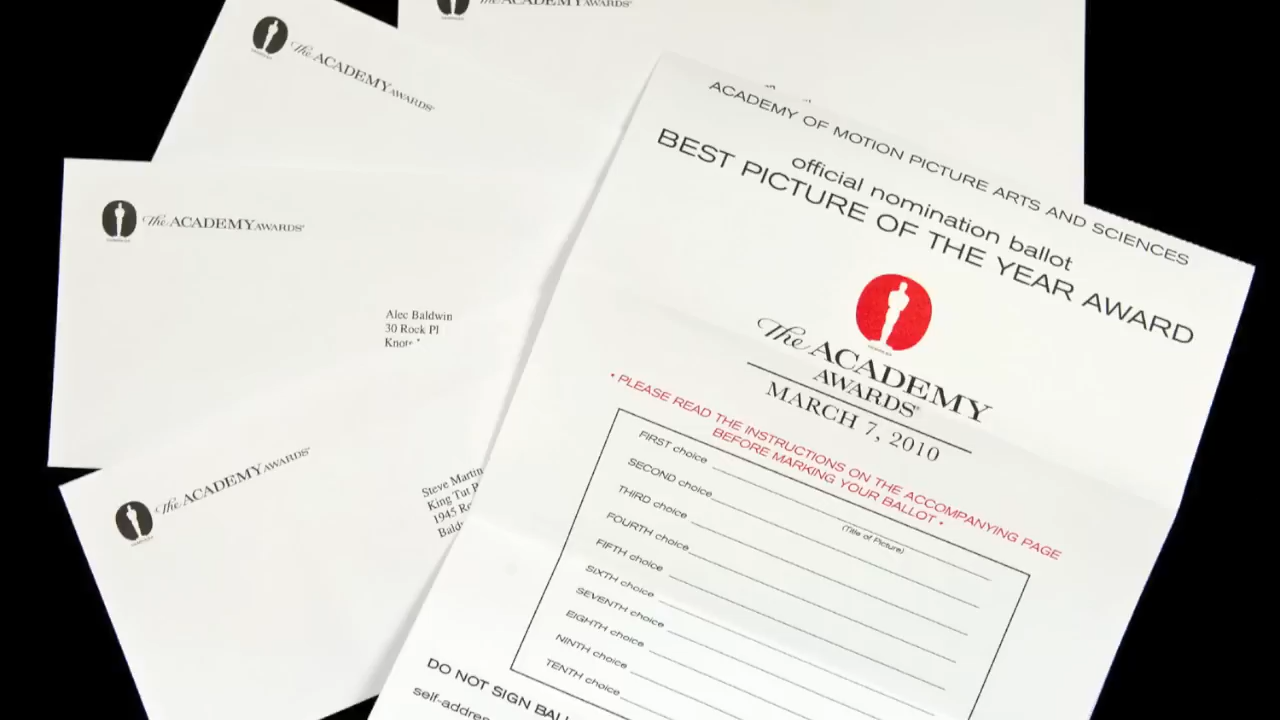 The ACADEMY AWARDS
The ACADEMY AWARDS
The ACADEMY AWARDS
Alec Baldwin
30 Rock Pl
The ACADEMY AWARDS
Steve Martin
King Tut
1945
ACADEMY OF MOTION PICTURE ARTS AND SCIENCES
official nomination ballot
BEST PICTURE OF THE YEAR AWARD
The ACADEMY
AWARDS
MARCH 7, 2010
• PLEASE READ THE INSTRUCTIONS ON THE ACCOMPANYING PAGE
BEFORE MARKING YOUR BALLOT •
FIRST choice
(Title of Picture)
SECOND choice
THIRD choice
FOURTH choice
FIFTH choice
SIXTH choice
SEVENTH choice
EIGHTH choice
NINTH choice
TENTH choice
DO NOT SIGN